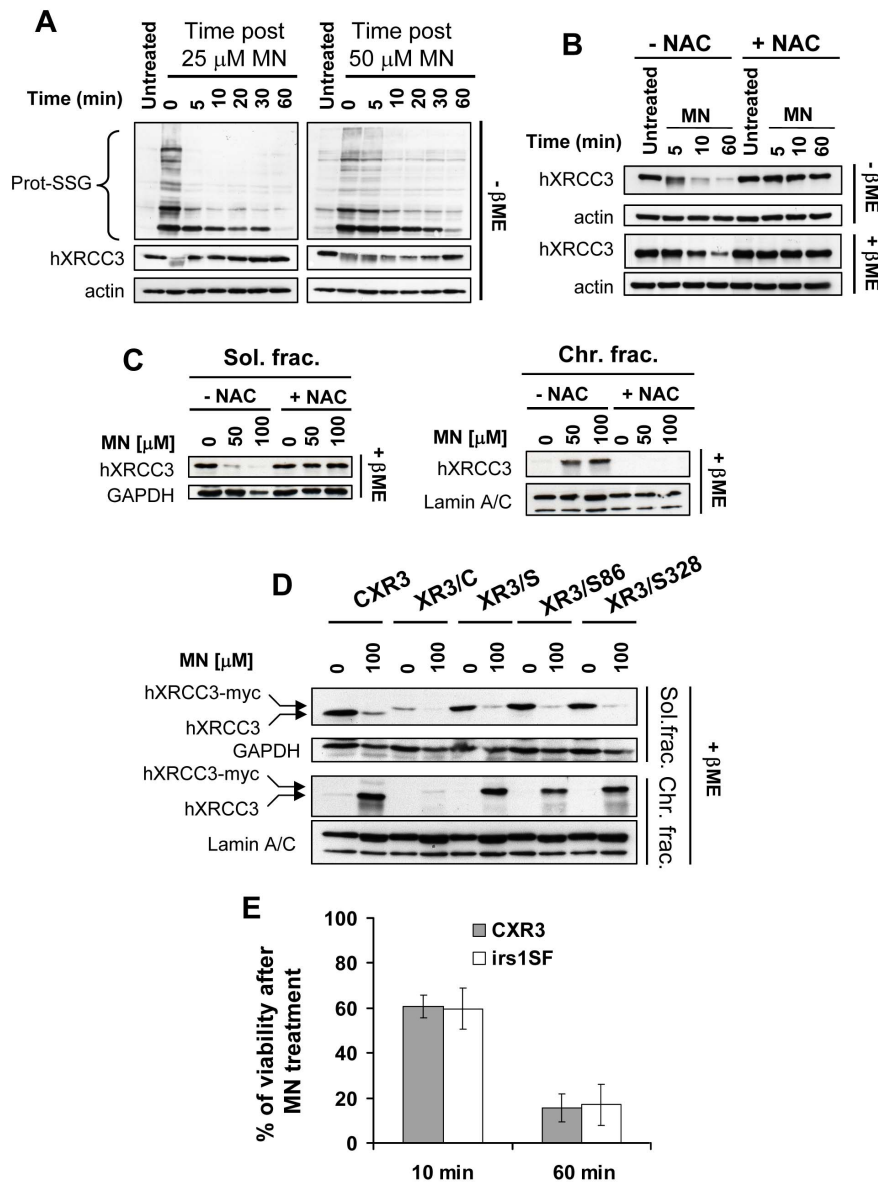 A
Untreated
Time post
25 µM MN
Untreated
Time post
50 µM MN
Time (min)
0 5 10 20 30 60
0 5 10 20 30 60
Prot-SSG
hXRCC3
actin
- βME
B
- NAC + NAC
Untreated
MN
Untreated
MN
Time (min)
5 10 60
5 10 60
hXRCC3
actin
- βME
hXRCC3
actin
+ βME
C
Sol. frac.
- NAC + NAC
MN [µM]
0 50 100 0 50 100
hXRCC3
GAPDH
+ βME
Chr. frac.
- NAC + NAC
MN [µM]
0 50 100 0 50 100
hXRCC3
Lamin A/C
+ βME
D
CXR3 XR3/C XR3/S XR3/S86 XR3/S328
MN [µM]
0 100 0 100 0 100 0 100 0 100
hXRCC3-myc
hXRCC3
GAPDH
Sol.frac.
hXRCC3-myc
hXRCC3
Lamin A/C
Chr. frac.
+ βME
E
% of viability after
MN treatment
100
80
60
40
20
0
CXR3
irs1SF
10 min 60 min